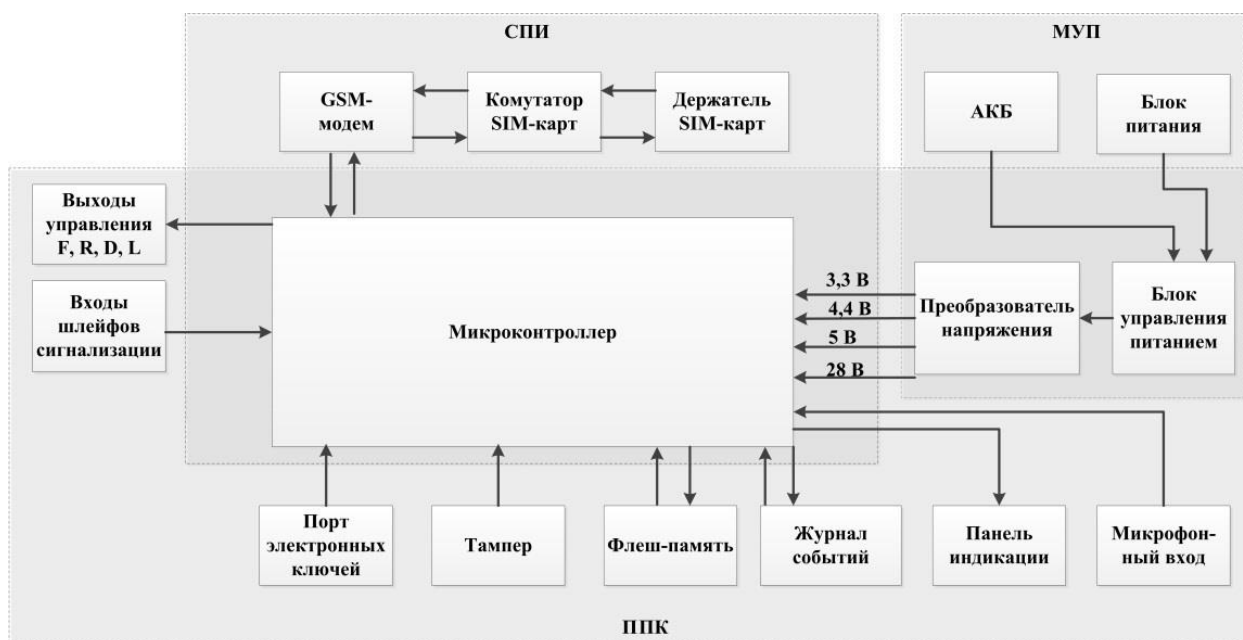 СПИ
МУП
GSM-
модем
Комутатор
SIM-карт
Держатель
SIM-карт
АКБ
Блок
питания
Выходы
управления
F, R, D, L
Входы
шлейфов
сигнализации
Микроконтроллер
3,3 В
4,4 В
5 В
28 В
Преобразователь
напряжения
Блок
управления
питанием
Порт
электронных
ключей
Тампер
Флеш-память
Журнал
событий
Панель
индикации
Микрофон-
ный вход
ППК